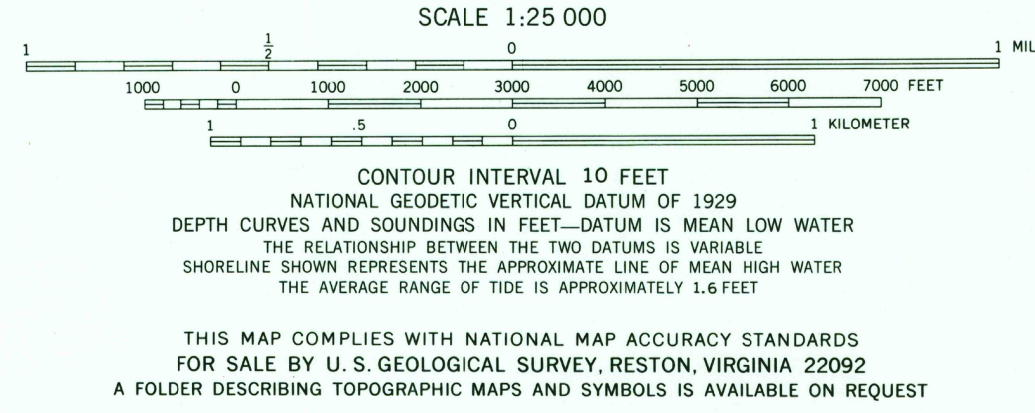 SCALE 1:25 000
1 1/2 0 1 MIL
1000 0 1000 2000 3000 4000 5000 6000 7000 FEET
1 .5 0 1 KILOMETER
CONTOUR INTERVAL 10 FEET
NATIONAL GEODETIC VERTICAL DATUM OF 1929
DEPTH CURVES AND SOUNDINGS IN FEET—DATUM IS MEAN LOW WATER
THE RELATIONSHIP BETWEEN THE TWO DATUMS IS VARIABLE
SHORELINE SHOWN REPRESENTS THE APPROXIMATE LINE OF MEAN HIGH WATER
THE AVERAGE RANGE OF TIDE IS APPROXIMATELY 1.6 FEET
THIS MAP COMPLIES WITH NATIONAL MAP ACCURACY STANDARDS
FOR SALE BY U. S. GEOLOGICAL SURVEY, RESTON, VIRGINIA 22092
A FOLDER DESCRIBING TOPOGRAPHIC MAPS AND SYMBOLS IS AVAILABLE ON REQUEST